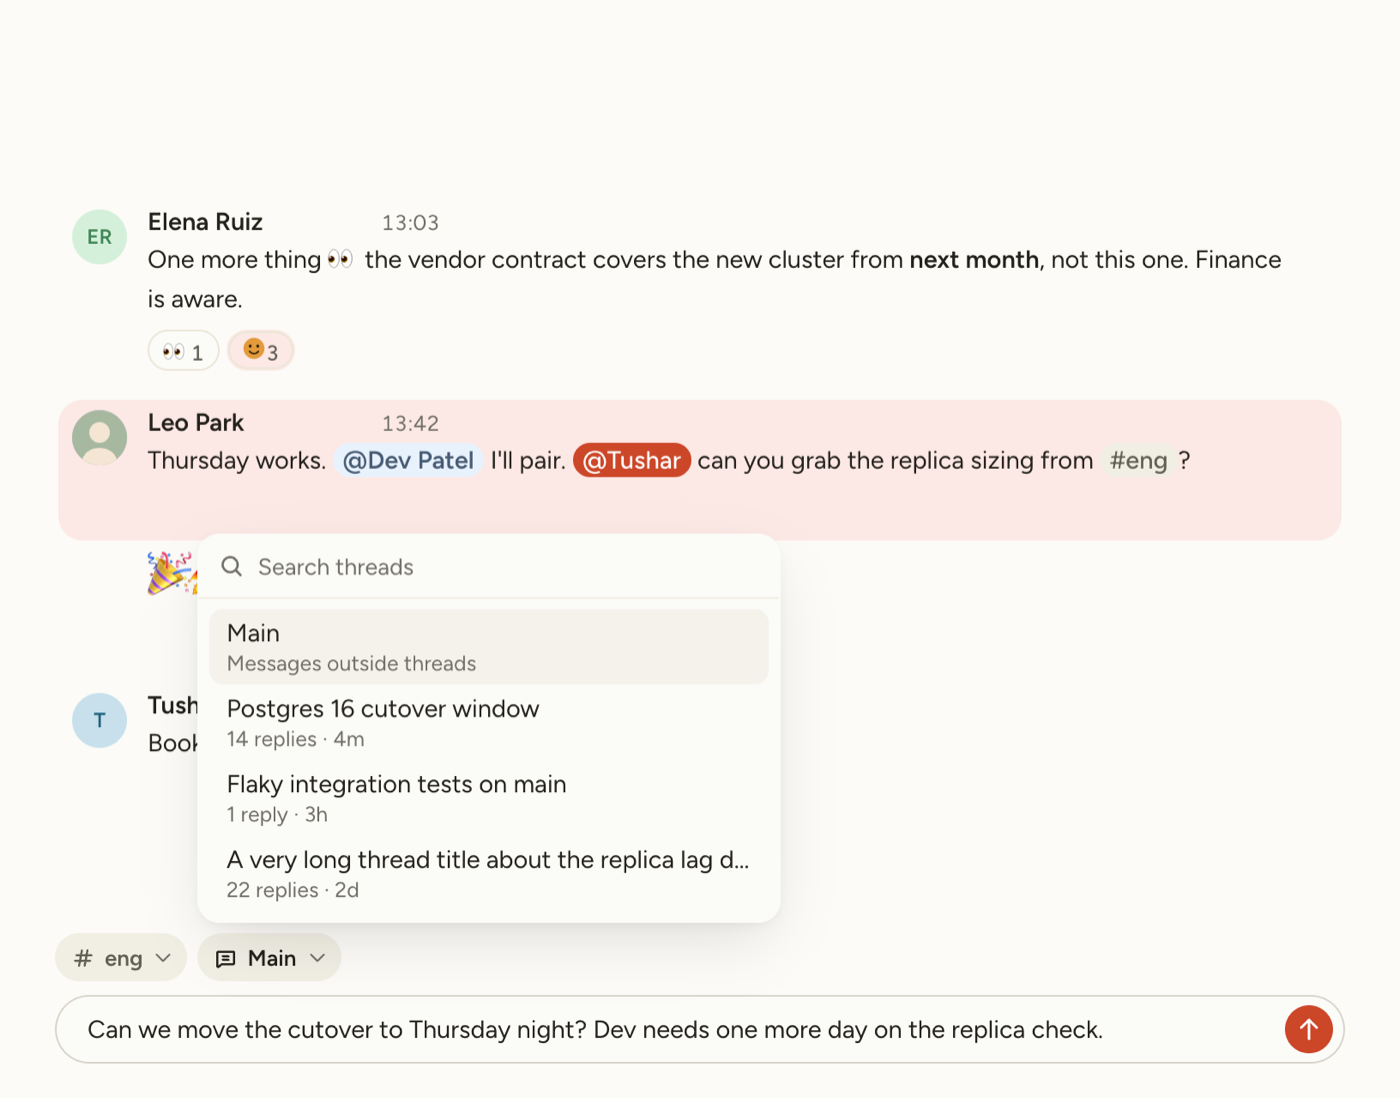 ER
Elena Ruiz 13:03
One more thing 👀 the vendor contract covers the new cluster from next month, not this one. Finance
is aware.
👀 1 🙂 3
Leo Park 13:42
Thursday works. @Dev Patel I'll pair. @Tushar can you grab the replica sizing from #eng ?
Search threads
Main
Messages outside threads
T
Tush
Postgres 16 cutover window
14 replies · 4m
Flaky integration tests on main
1 reply · 3h
A very long thread title about the replica lag d...
22 replies · 2d
# eng Main
Can we move the cutover to Thursday night? Dev needs one more day on the replica check.